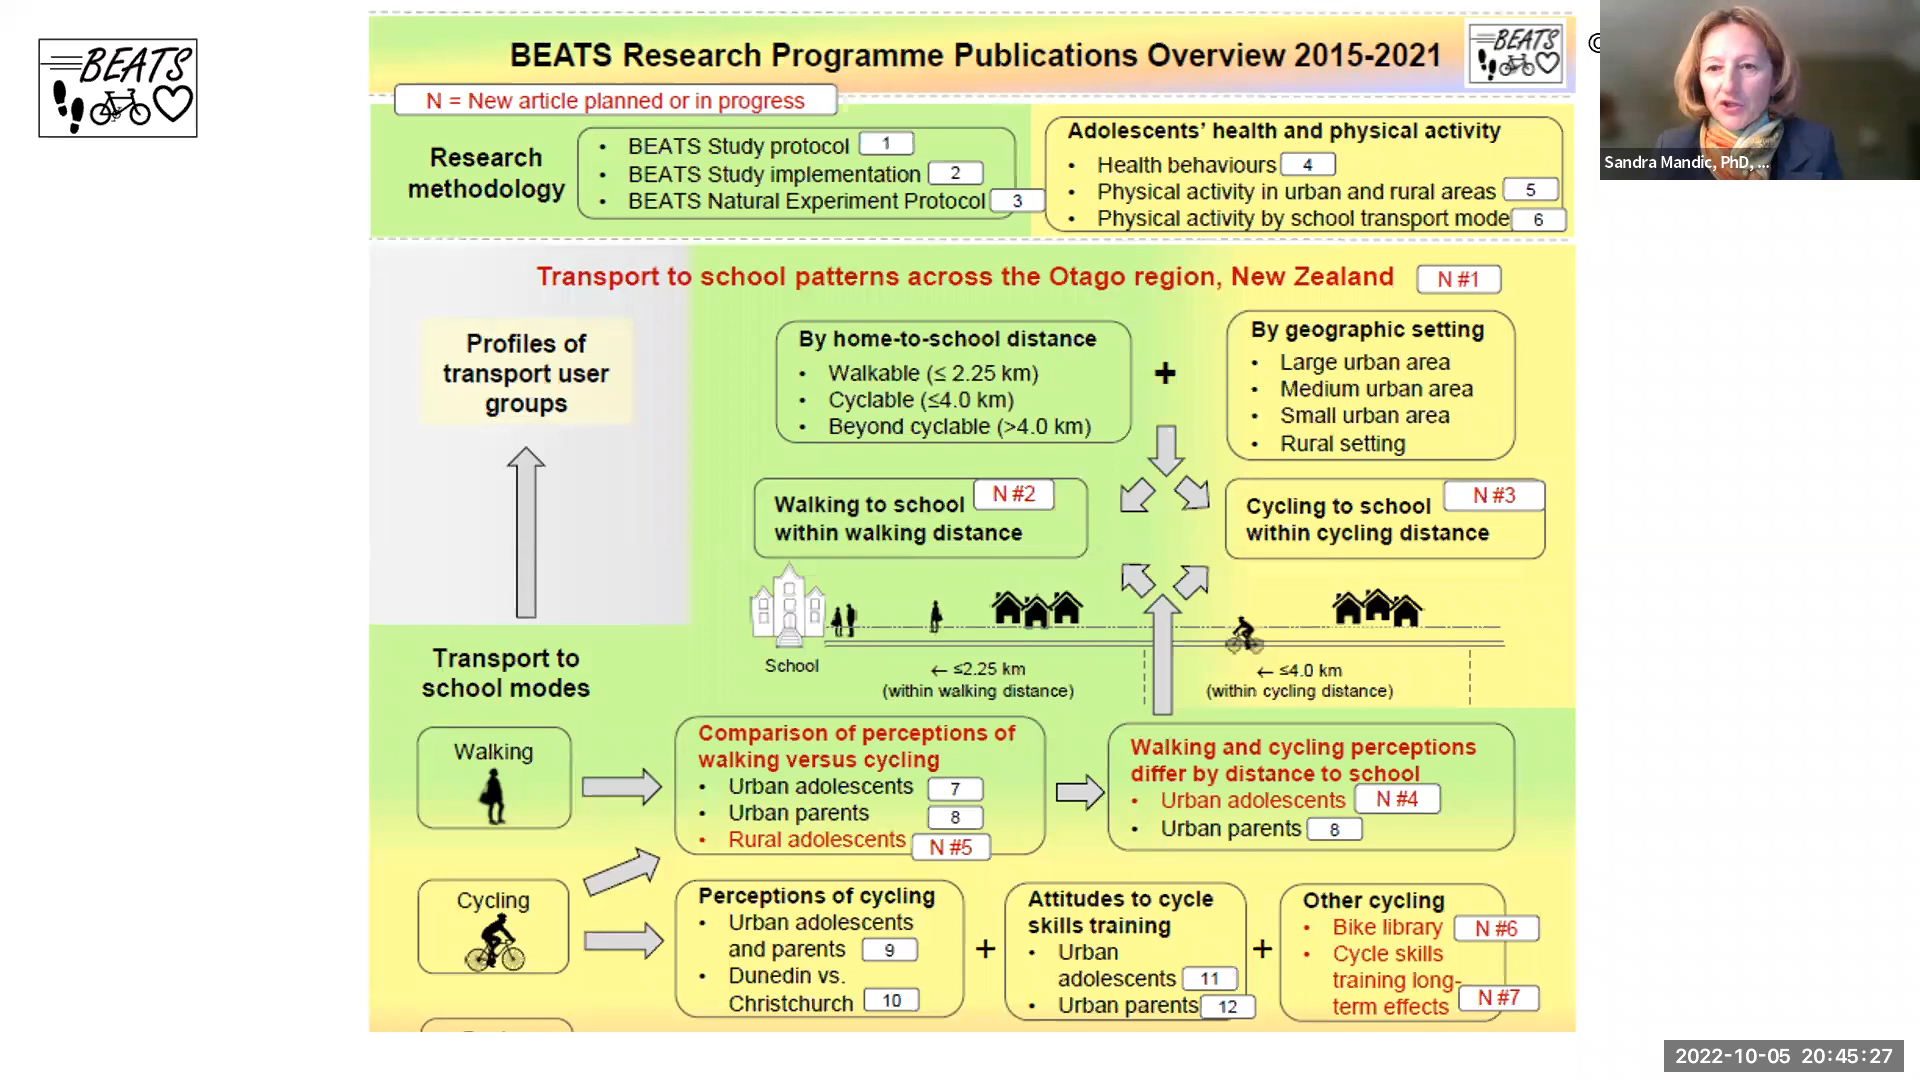 BEATS
BEATS Research Programme Publications Overview 2015-2021
BEATS
©
N = New article planned or in progress
Research
methodology
• BEATS Study protocol 1
• BEATS Study implementation 2
• BEATS Natural Experiment Protocol 3
Adolescents' health and physical activity
• Health behaviours 4
• Physical activity in urban and rural areas 5
• Physical activity by school transport mode 6
Sandra Mandic, PhD, ...
Transport to school patterns across the Otago region, New Zealand N #1
Profiles of
transport user
groups
By home-to-school distance
• Walkable (≤ 2.25 km)
• Cyclable (≤4.0 km)
• Beyond cyclable (>4.0 km)
+
By geographic setting
• Large urban area
• Medium urban area
• Small urban area
• Rural setting
Walking to school N #2
within walking distance
Cycling to school N #3
within cycling distance
School
← ≤2.25 km
(within walking distance)
← ≤4.0 km
(within cycling distance)
Transport to
school modes
Walking
Comparison of perceptions of
walking versus cycling
• Urban adolescents 7
• Urban parents 8
• Rural adolescents N #5
Walking and cycling perceptions
differ by distance to school
• Urban adolescents N #4
• Urban parents 8
Cycling
Perceptions of cycling
• Urban adolescents
and parents 9
• Dunedin vs.
Christchurch 10
+
Attitudes to cycle
skills training
• Urban
adolescents 11
• Urban parents 12
+
Other cycling
• Bike library N #6
• Cycle skills
training long-
term effects N #7
2022-10-05 20:45:27